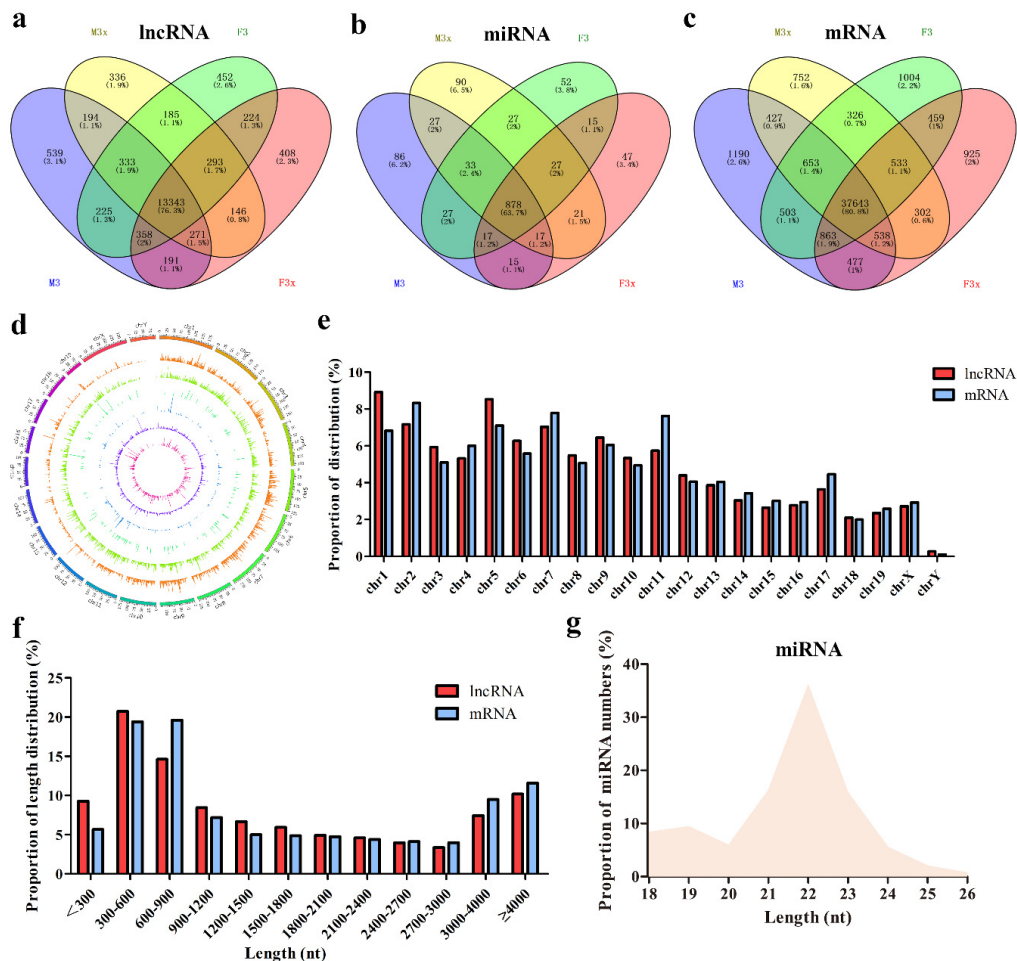 a
lncRNA
M3x
F3
336
(1.9%)
452
(2.6%)
194
(1.1%)
185
(1.1%)
224
(1.3%)
539
(3.1%)
333
(1.9%)
293
(1.7%)
408
(2.3%)
13343
(76.3%)
225
(1.3%)
146
(0.8%)
358
(2%)
271
(1.5%)
191
(1.1%)
M3
F3x
b
miRNA
M3x
F3
90
(6.5%)
52
(3.8%)
27
(2%)
27
(2%)
15
(1.1%)
86
(6.2%)
33
(2.4%)
27
(2%)
47
(3.4%)
878
(63.7%)
27
(2%)
21
(1.5%)
17
(1.2%)
17
(1.2%)
15
(1.1%)
M3
F3x
c
mRNA
M3x
F3
752
(1.6%)
1004
(2.2%)
427
(0.9%)
326
(0.7%)
459
(1%)
1190
(2.6%)
653
(1.4%)
533
(1.1%)
925
(2%)
37643
(80.8%)
503
(1.1%)
302
(0.6%)
863
(1.9%)
538
(1.2%)
477
(1%)
M3
F3x
d
e
Proportion of distribution (%)
10
8
6
4
2
0
lncRNA
mRNA
chr1
chr2
chr3
chr4
chr5
chr6
chr7
chr8
chr9
chr10
chr11
chr12
chr13
chr14
chr15
chr16
chr17
chr18
chr19
chrX
chrY
f
Proportion of length distribution (%)
25
20
15
10
5
0
lncRNA
mRNA
<300
300-600
600-900
900-1200
1200-1500
1500-1800
1800-2100
2100-2400
2400-2700
2700-3000
3000-4000
≥4000
Length (nt)
g
miRNA
Proportion of miRNA numbers (%)
40
30
20
10
0
18 19 20 21 22 23 24 25 26
Length (nt)